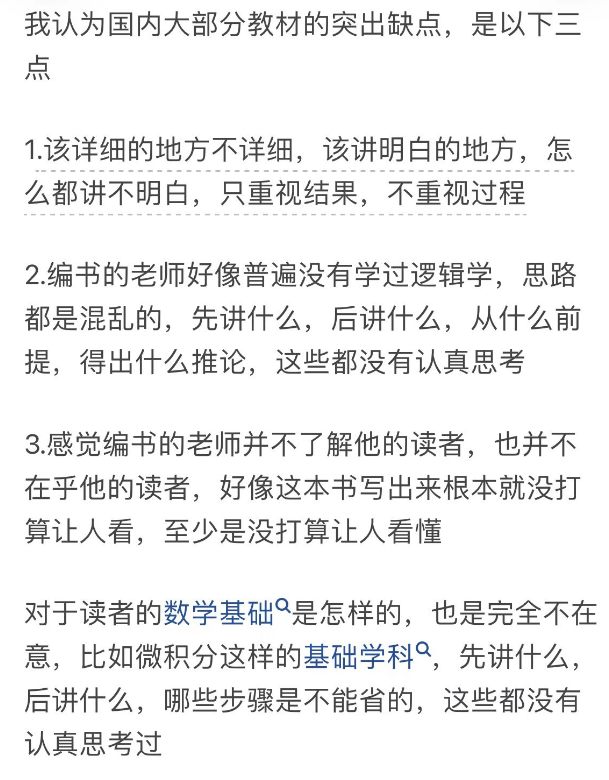 我认为国内大部分教材的突出缺点，是以下三
点
1.该详细的地方不详细，该讲明白的地方，怎
么都讲不明白，只重视结果，不重视过程
2.编书的老师好像普遍没有学过逻辑学，思路
都是混乱的，先讲什么，后讲什么，从什么前
提，得出什么推论，这些都没有认真思考
3.感觉编书的老师并不了解他的读者，也并不
在乎他的读者，好像这本书写出来根本就没打
算让人看，至少是没打算让人看懂
对于读者的数学基础是怎样的，也是完全不在
意，比如微积分这样的基础学科，先讲什么，
后讲什么，哪些步骤是不能省的，这些都没有
认真思考过